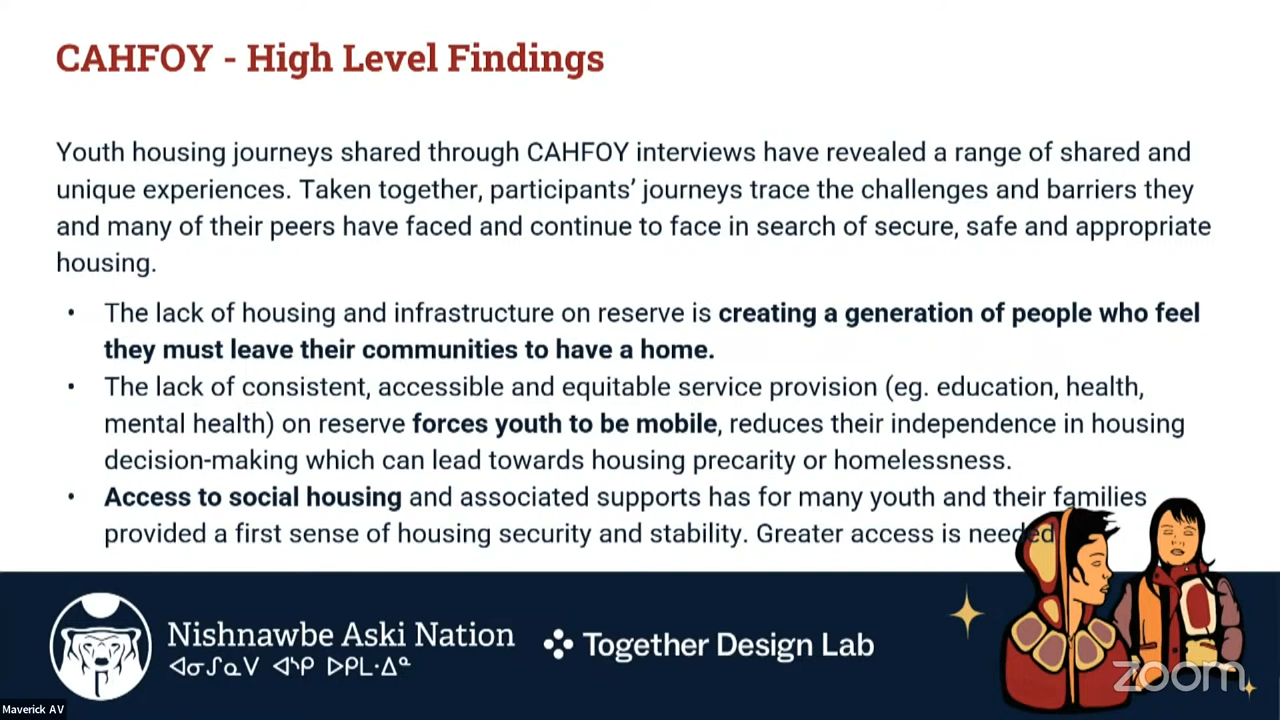 CAHFOY - High Level Findings
Youth housing journeys shared through CAHFOY interviews have revealed a range of shared and
unique experiences. Taken together, participants’ journeys trace the challenges and barriers they
and many of their peers have faced and continue to face in search of secure, safe and appropriate
housing.
• The lack of housing and infrastructure on reserve is creating a generation of people who feel
they must leave their communities to have a home.
• The lack of consistent, accessible and equitable service provision (eg. education, health,
mental health) on reserve forces youth to be mobile, reduces their independence in housing
decision-making which can lead towards housing precarity or homelessness.
• Access to social housing and associated supports has for many youth and their families
provided a first sense of housing security and stability. Greater access is needed
Nishnawbe Aski Nation
ᐊᓂᔑᓇᐯ ᐊᔅᑭ ᐅᑭᒪᐧᐃᐣ
Together Design Lab
zoom
Maverick AV